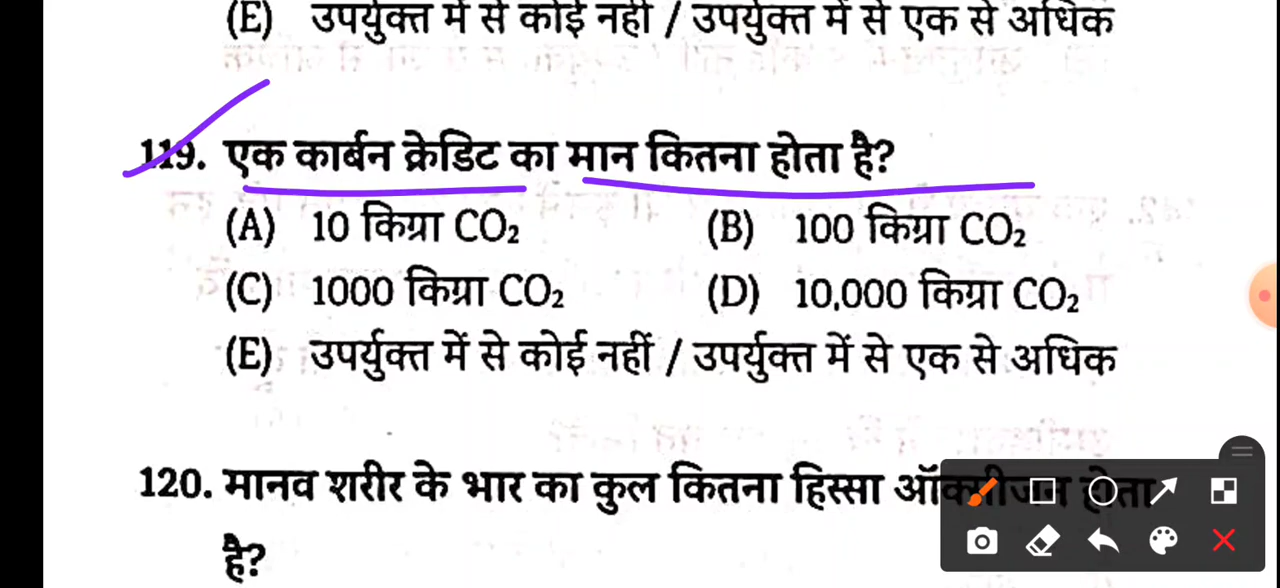 (E) उपर्युक्त में से कोई नहीं / उपर्युक्त में से एक से अधिक
119. एक कार्बन क्रेडिट का मान कितना होता है?
(A) 10 किग्रा CO₂ (B) 100 किग्रा CO₂
(C) 1000 किग्रा CO₂ (D) 10,000 किग्रा CO₂
(E) उपर्युक्त में से कोई नहीं / उपर्युक्त में से एक से अधिक
120. मानव शरीर के भार का कुल कितना हिस्सा ऑक्सीजन होता
है?